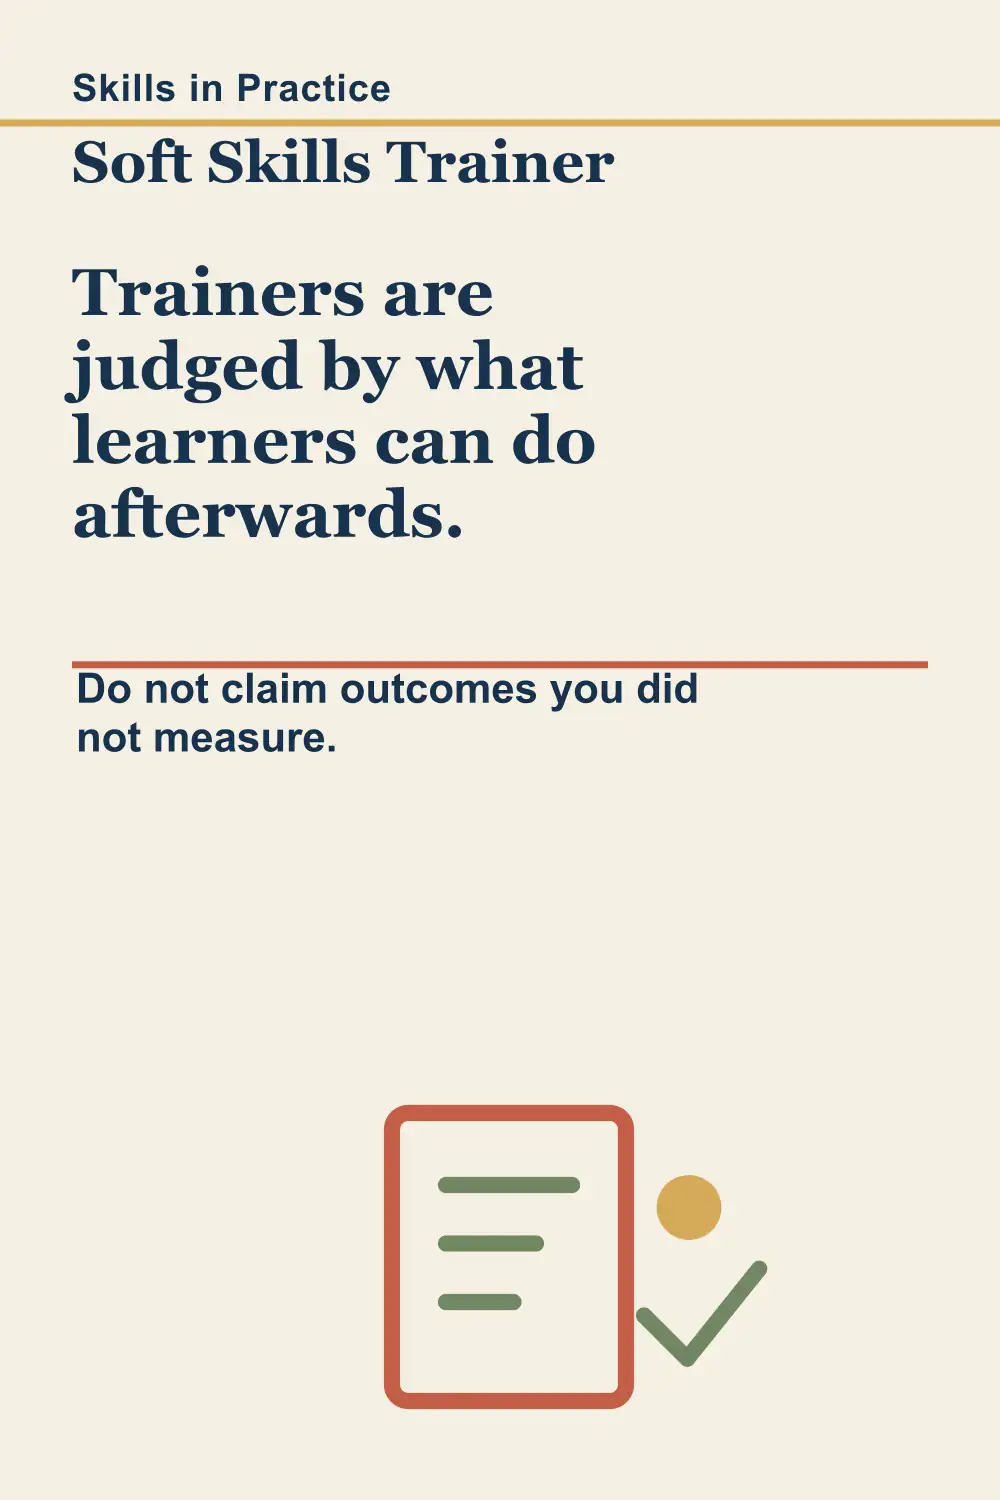 Skills in Practice
Soft Skills Trainer
Trainers are
judged by what
learners can do
afterwards.
Do not claim outcomes you did
not measure.